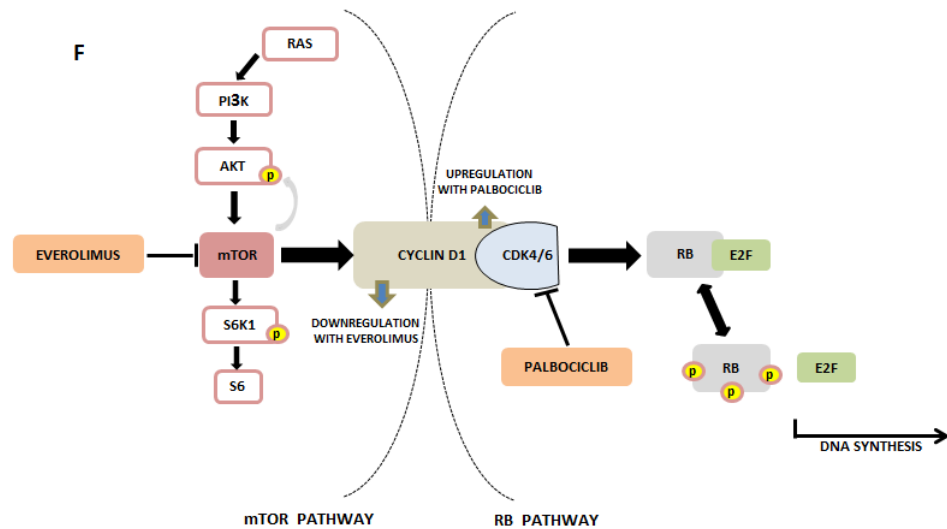 F
RAS
PI3K
AKT
p
UPREGULATION
WITH PALBOCICLIB
EVEROLIMUS
mTOR
CYCLIN D1
CDK4/6
RB
E2F
S6K1
p
DOWNREGULATION
WITH EVEROLIMUS
S6
PALBOCICLIB
p
RB
p
p
E2F
DNA SYNTHESIS
mTOR PATHWAY
RB PATHWAY